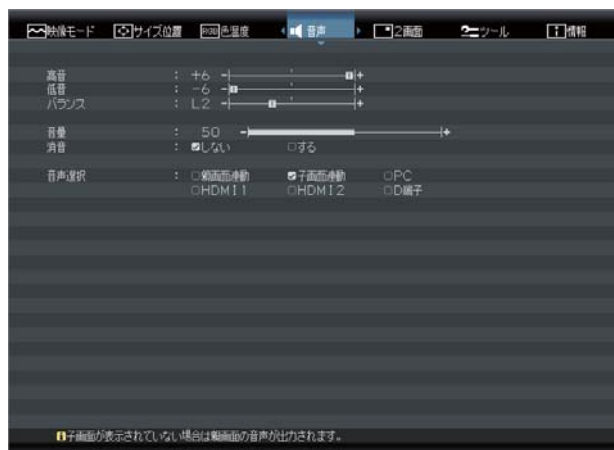 映像モード サイズ位置 RGB 色温度 音声 2画面 ツール 情報
高音 : +6 - +
低音 : -6 - +
バランス : L2 - +
音量 : 50 - +
消音 : しない する
音声選択 : 親画面連動 子画面連動 PC
HDMI1 HDMI2 D端子
子画面が表示されていない場合は親画面の音声が出力されます。